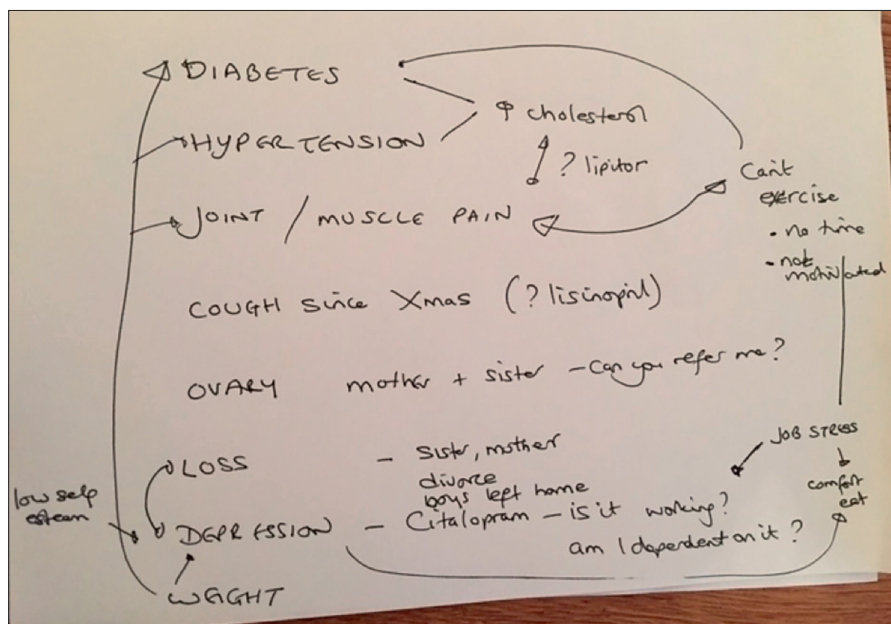 DIABETES
↑ cholesterol
HYPERTENSION
? lipitor
Can't
exercise
JOINT / MUSCLE PAIN
• no time
• not
motivated
COUGH since Xmas (? lisinopril)
OVARY mother + sister - Can you refer me?
JOB STRESS
LOSS - Sister, mother
divorce
boys left home
comfort
eat
low self
esteem
DEPRESSION - Citalopram - is it working?
am I dependent on it?
WEIGHT